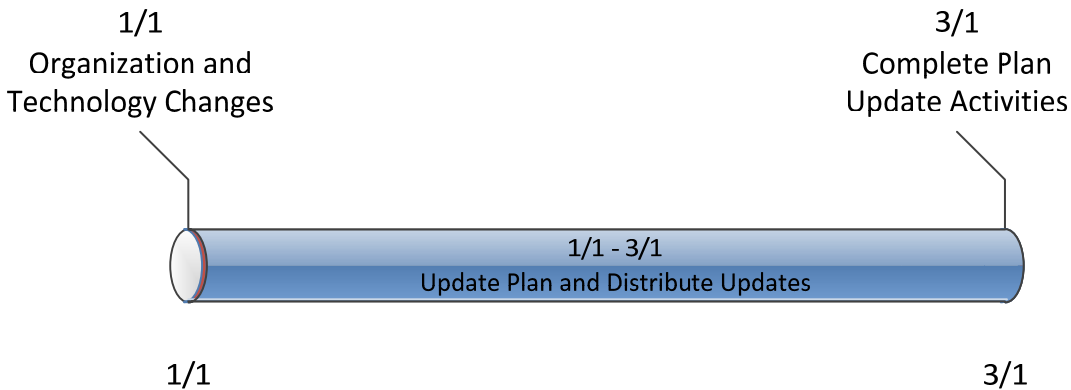 1/1
Organization and
Technology Changes
3/1
Complete Plan
Update Activities
1/1 - 3/1
Update Plan and Distribute Updates
1/1
3/1